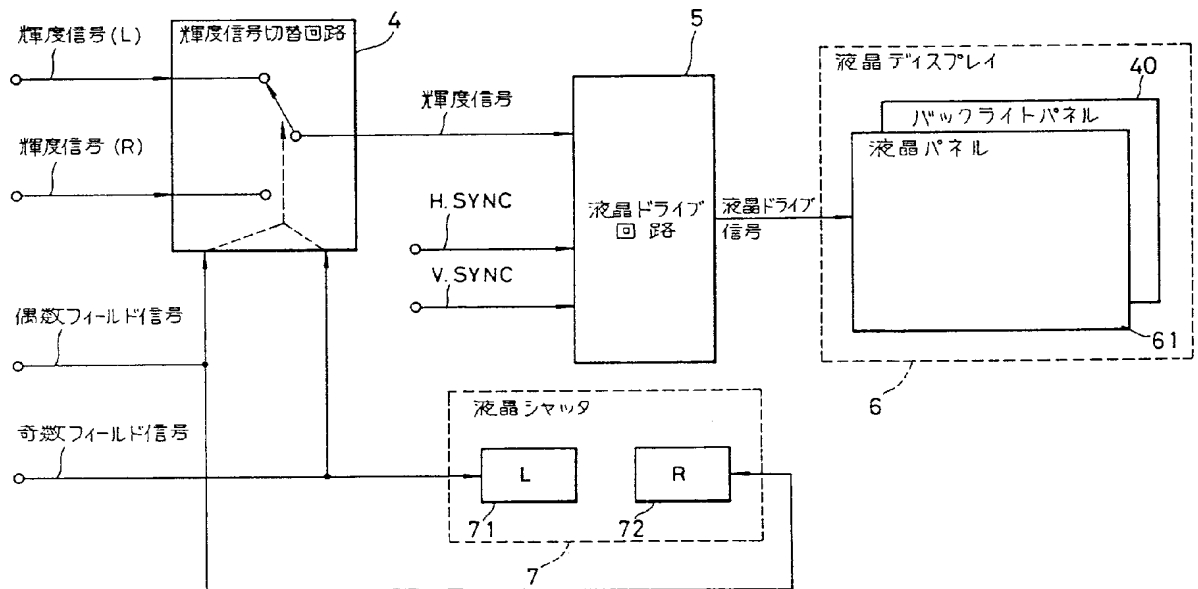 輝度信号(L)
輝度信号切替回路
4
輝度信号(R)
輝度信号
5
液晶ディスプレイ
40
バックライトパネル
液晶パネル
H.SYNC
V.SYNC
液晶ドライブ
回路
液晶ドライブ
信号
61
6
偶数フィールド信号
奇数フィールド信号
液晶シャッタ
L
R
71
72
7